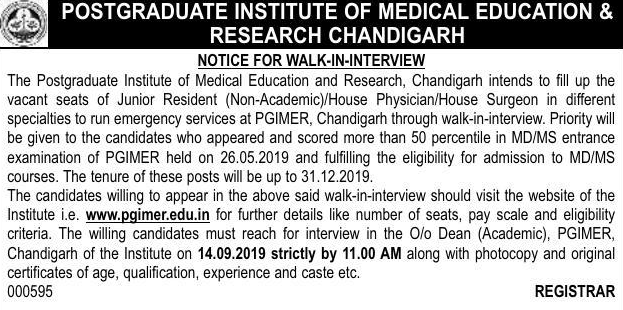 POSTGRADUATE INSTITUTE OF MEDICAL EDUCATION &
RESEARCH CHANDIGARH
NOTICE FOR WALK-IN-INTERVIEW
The Postgraduate Institute of Medical Education and Research, Chandigarh intends to fill up the
vacant seats of Junior Resident (Non-Academic)/House Physician/House Surgeon in different
specialties to run emergency services at PGIMER, Chandigarh through walk-in-interview. Priority will
be given to the candidates who appeared and scored more than 50 percentile in MD/MS entrance
examination of PGIMER held on 26.05.2019 and fulfilling the eligibility for admission to MD/MS
courses. The tenure of these posts will be up to 31.12.2019.
The candidates willing to appear in the above said walk-in-interview should visit the website of the
Institute i.e. www.pgimer.edu.in for further details like number of seats, pay scale and eligibility
criteria. The willing candidates must reach for interview in the O/o Dean (Academic), PGIMER,
Chandigarh of the Institute on 14.09.2019 strictly by 11.00 AM along with photocopy and original
certificates of age, qualification, experience and caste etc.
000595 REGISTRAR